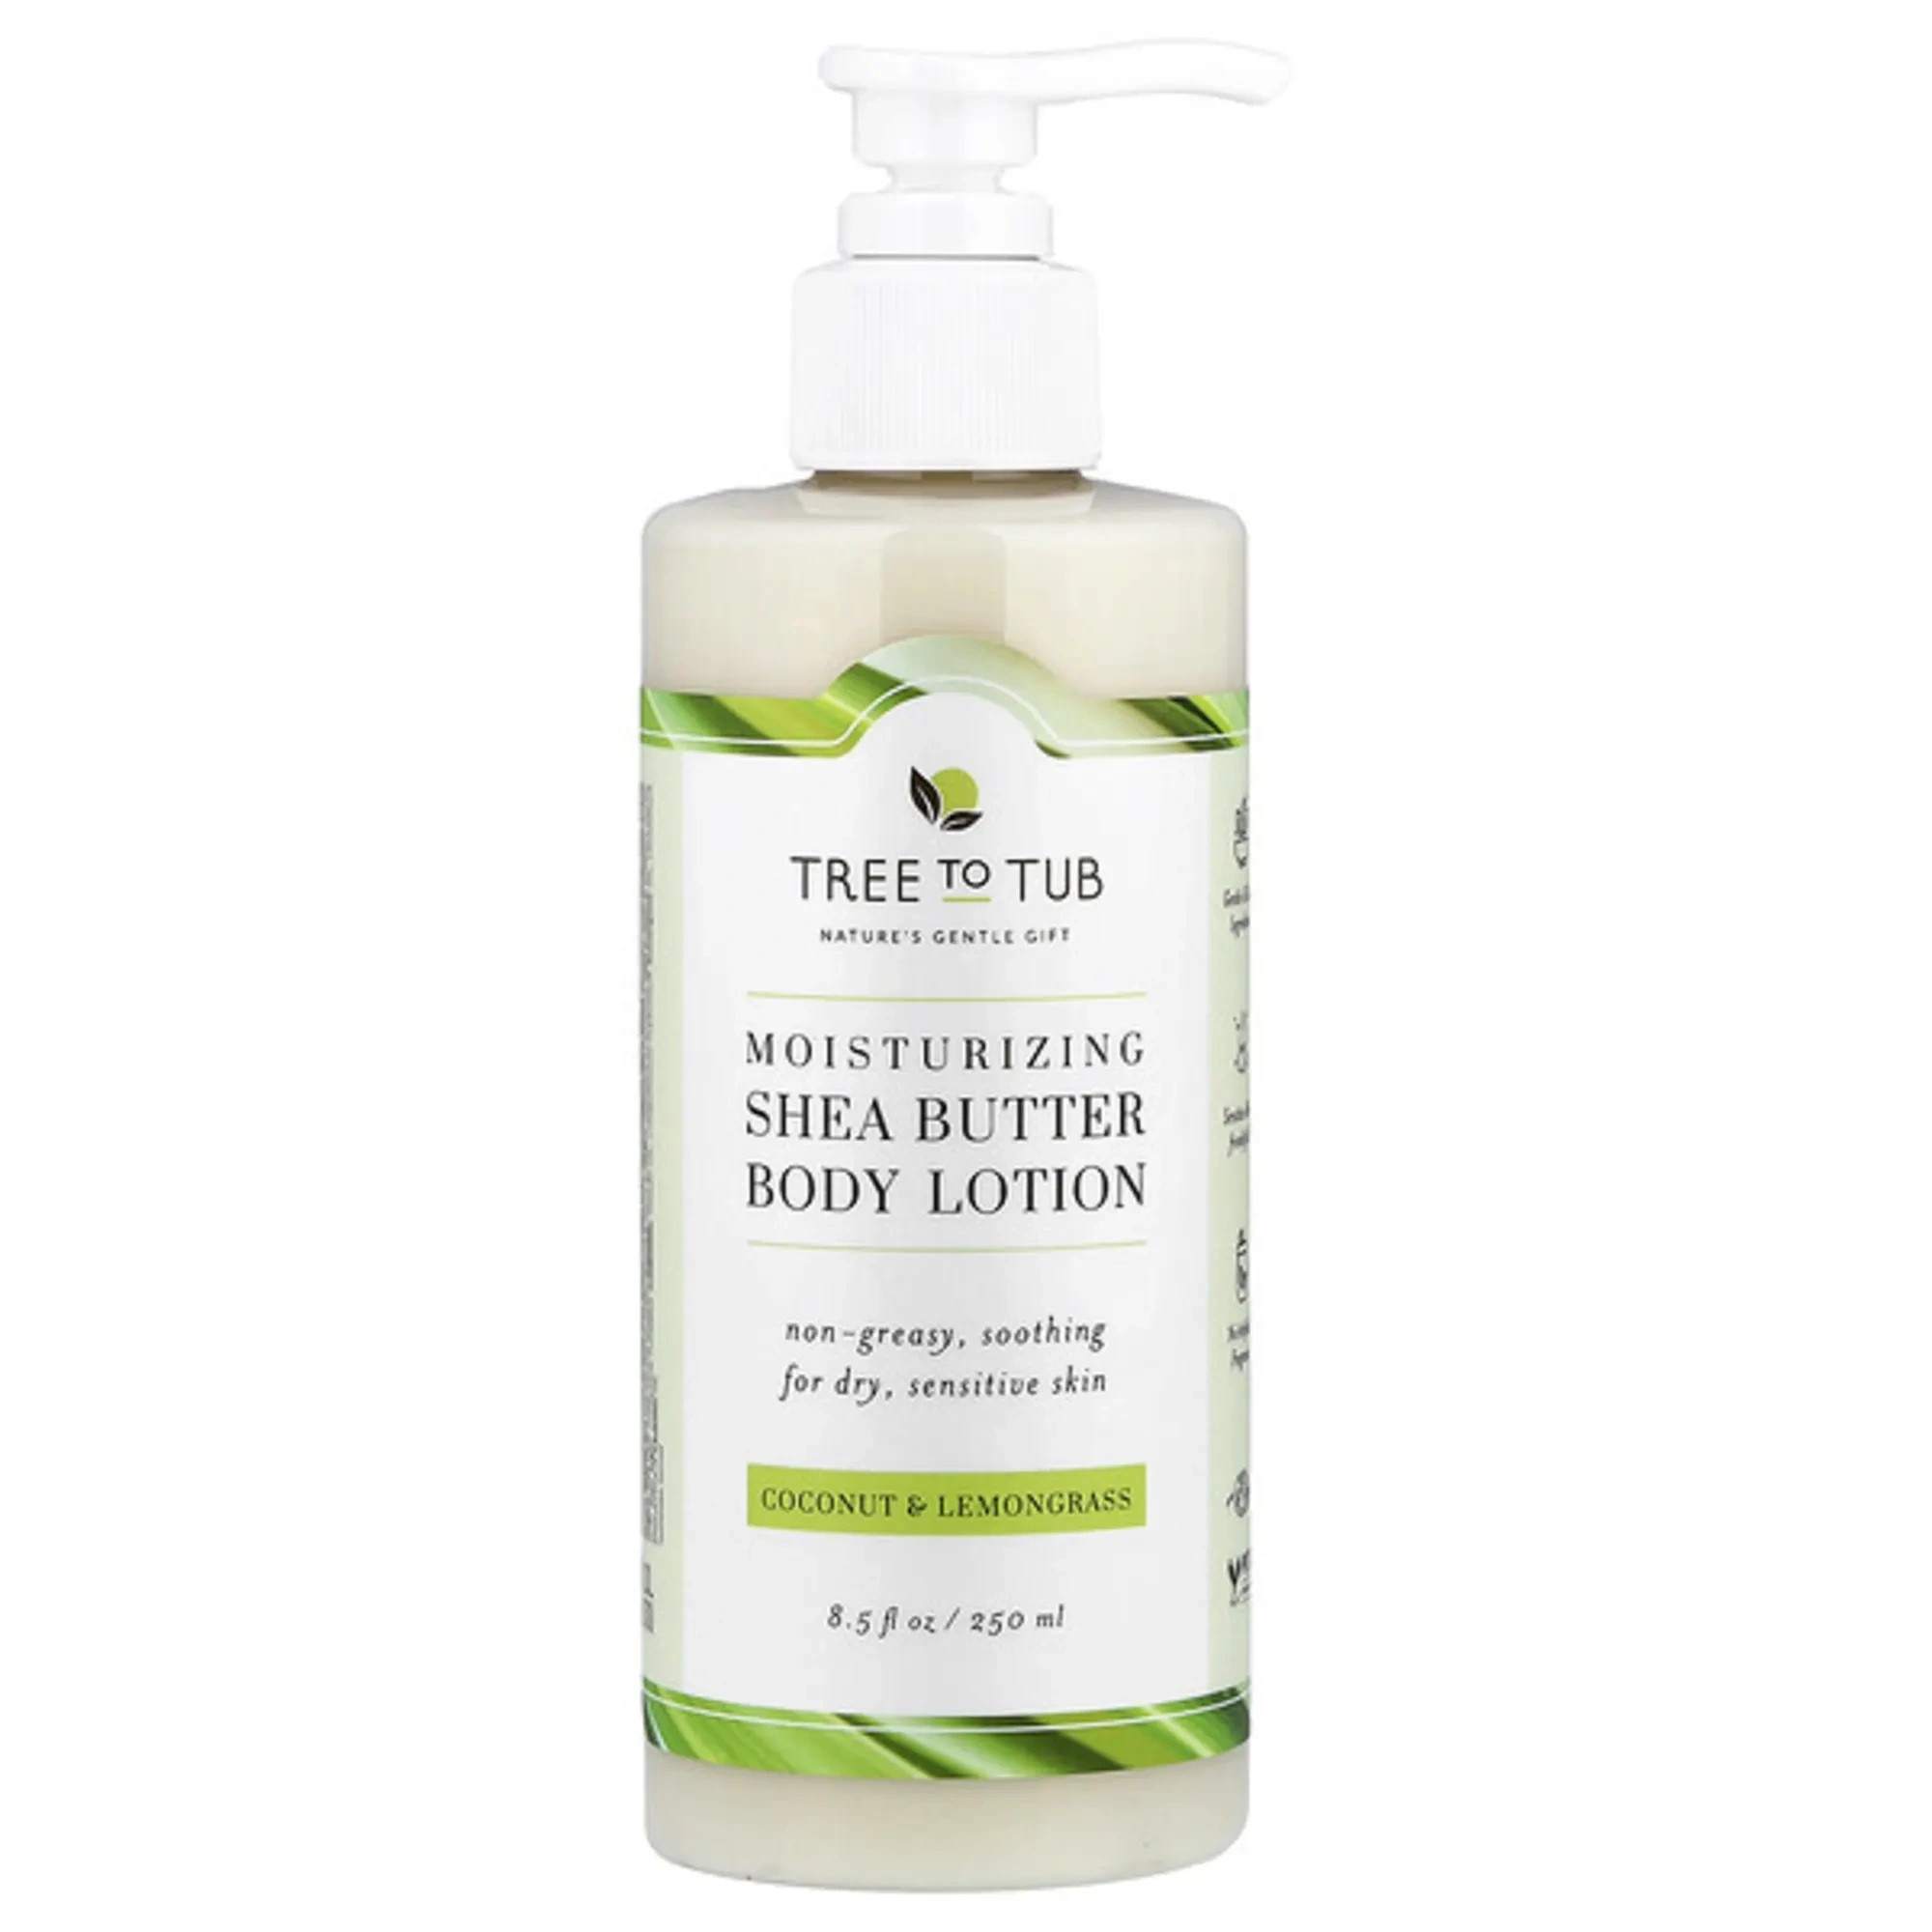 TREE TO TUB
NATURE'S GENTLE GIFT
MOISTURIZING
SHEA BUTTER
BODY LOTION
non-greasy, soothing
for dry, sensitive skin
COCONUT & LEMONGRASS
8.5 fl oz / 250 ml